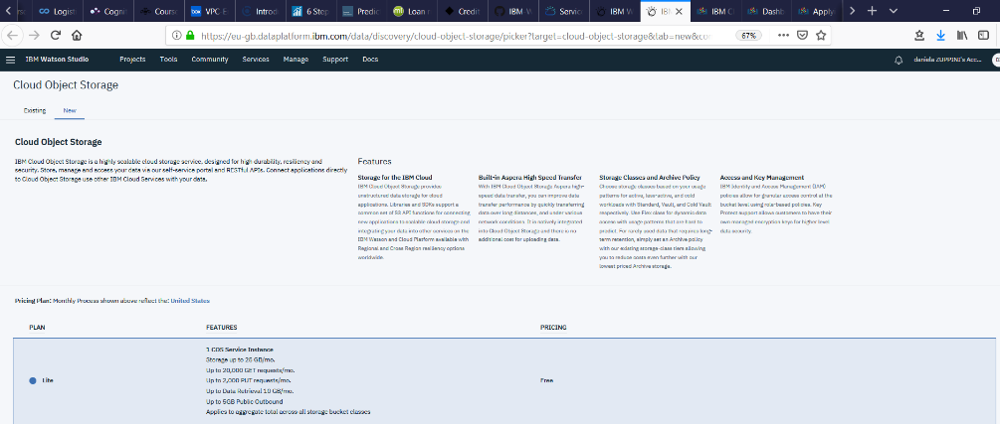 Logist
Cogni
Cours
VPC E
Introd
6 Step
Predic
Loan r
Credit
IBM W
Servic
IBM W
IBM Cl
Dashb
Apply
https://eu-gb.dataplatform.ibm.com/data/discovery/cloud-object-storage/picker?target=cloud-object-storage&tab=new&co
67%
IBM Watson Studio Projects Tools Community Services Manage Support Docs daniela ZUPPINI's Acc...
Cloud Object Storage
Existing New
Cloud Object Storage
IBM Cloud Object Storage is a highly scalable cloud storage service, designed for high durability, resiliency and
security. Store, manage and access your data via our self-service portal and RESTful APIs. Connect applications directly
to Cloud Object Storage use other IBM Cloud Services with your data.
Features
Storage for the IBM Cloud
IBM Cloud Object Storage provides
unstructured data storage for cloud
applications. Libraries and SDKs support a
common set of S3 API functions for connecting
new applications to scalable cloud storage and
integrating your data into other services on the
IBM Watson and Cloud Platform available with
Regional and Cross Region resiliency options
worldwide.
Built-in Aspera High Speed Transfer
With IBM Cloud Object Storage Aspera high-
speed data transfer, you can improve data
transfer performance by quickly transferring
data over long distances, and under various
network conditions. It is natively integrated
into Cloud Object Storage and there is no
additional cost for uploading data.
Storage Classes and Archive Policy
Choose storage classes based on your usage
patterns for active, less-active, and cold
workloads with Standard, Vault, and Cold Vault
respectively. Use Flex class for dynamic data
access with usage patterns that are hard to
predict. For rarely used data that requires long-
term retention, simply set an Archive policy
with our existing storage-class tiers allowing
you to reduce costs even further with our
lowest priced Archive storage.
Access and Key Management
IBM Identity and Access Management (IAM)
policies allow for granular access control at the
bucket level using role-based policies. Key
Protect support allows customers to have their
own managed encryption keys for higher level
data security.
Pricing Plan: Monthly Process shown above reflect the: United States
PLAN FEATURES PRICING
Lite
1 COS Service Instance
Storage up to 25 GB/mo.
Up to 20,000 GET requests/mo.
Up to 2,000 PUT requests/mo.
Up to Data Retrieval 10 GB/mo.
Up to 5GB Public Outbound
Applies to aggregate total across all storage bucket classes
Free